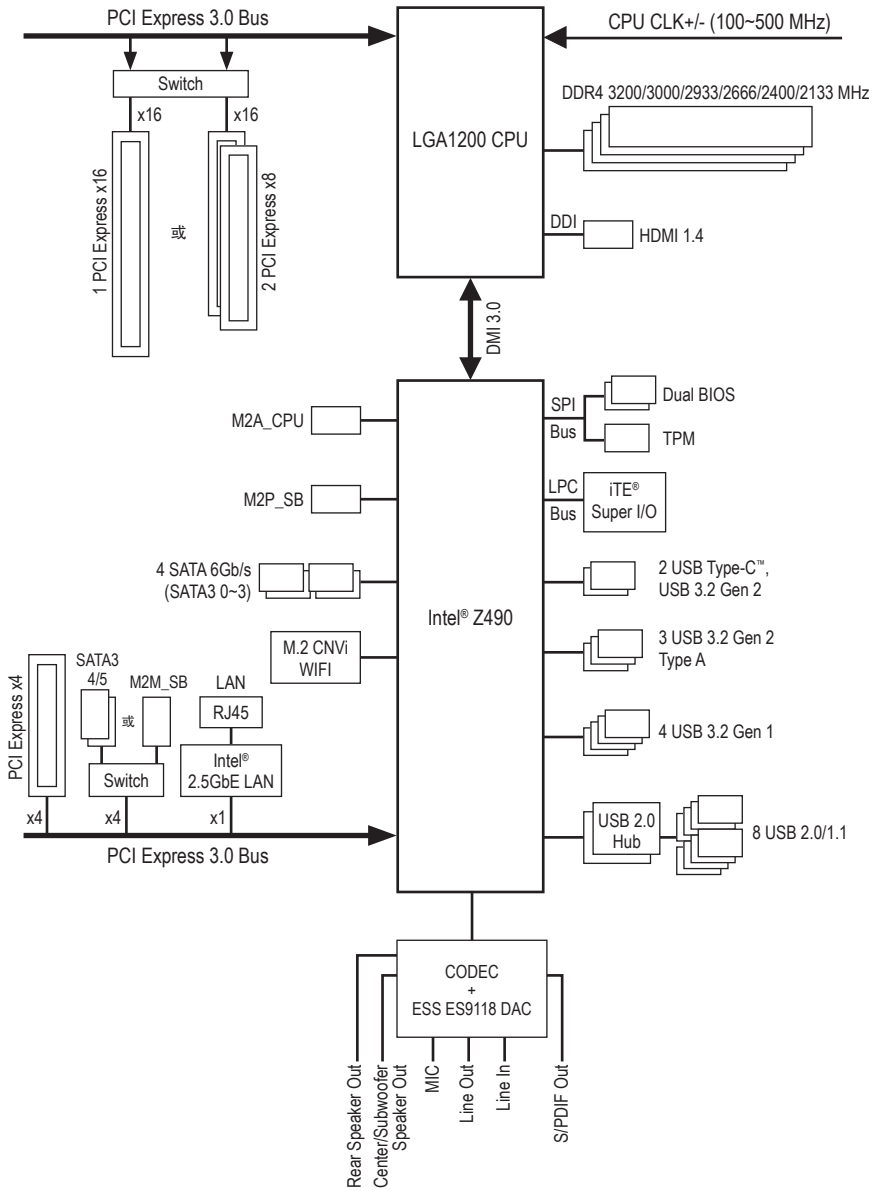 PCI Express 3.0 Bus
CPU CLK+/- (100~500 MHz)
Switch
x16
x16
1 PCI Express x16
或
2 PCI Express x8
LGA1200 CPU
DDR4 3200/3000/2933/2666/2400/2133 MHz
DDI
HDMI 1.4
DMI 3.0
M2A_CPU
M2P_SB
4 SATA 6Gb/s
(SATA3 0~3)
M.2 CNVi
WIFI
Intel® Z490
SPI
Bus
Dual BIOS
TPM
LPC
Bus
iTE®
Super I/O
2 USB Type-C™,
USB 3.2 Gen 2
3 USB 3.2 Gen 2
Type A
4 USB 3.2 Gen 1
USB 2.0
Hub
8 USB 2.0/1.1
PCI Express x4
SATA3
4/5
或
M2M_SB
Switch
LAN
RJ45
Intel®
2.5GbE LAN
x4
x4
x1
PCI Express 3.0 Bus
CODEC
+
ESS ES9118 DAC
Rear Speaker Out
Center/Subwoofer
Speaker Out
MIC
Line Out
Line In
S/PDIF Out